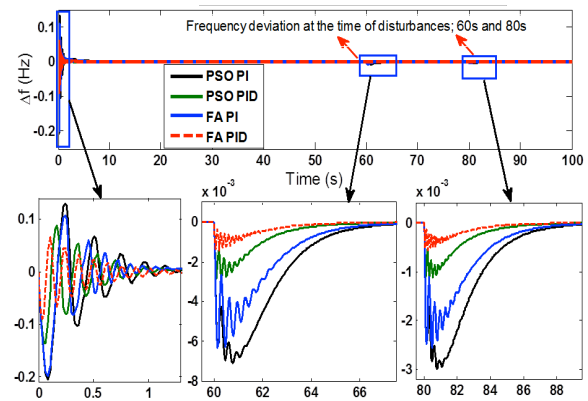 Frequency deviation at the time of disturbances; 60s and 80s
Δf (Hz)
0.1
0
-0.1
-0.2
PSO PI
PSO PID
FA PI
FA PID
0 10 20 30 40 50 60 70 80 90 100
Time (s)
0.1
0
-0.1
-0.2
0 0.5 1
x 10⁻³
0
-2
-4
-6
-8
60 62 64 66
x 10⁻³
0
-1
-2
-3
80 82 84 86 88